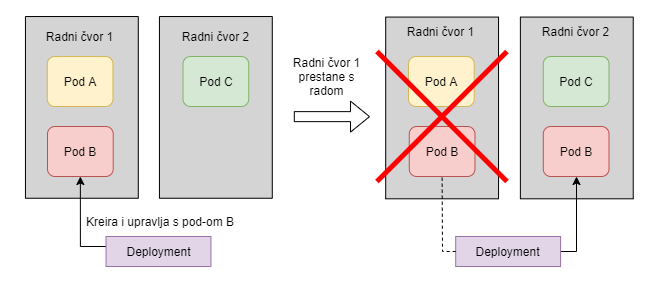 Radni čvor 1
Radni čvor 2
Pod A
Pod C
Pod B
Kreira i upravlja s pod-om B
Deployment
Radni čvor 1
prestane s
radom
Radni čvor 1
Radni čvor 2
Pod A
Pod C
Pod B
Pod B
Deployment